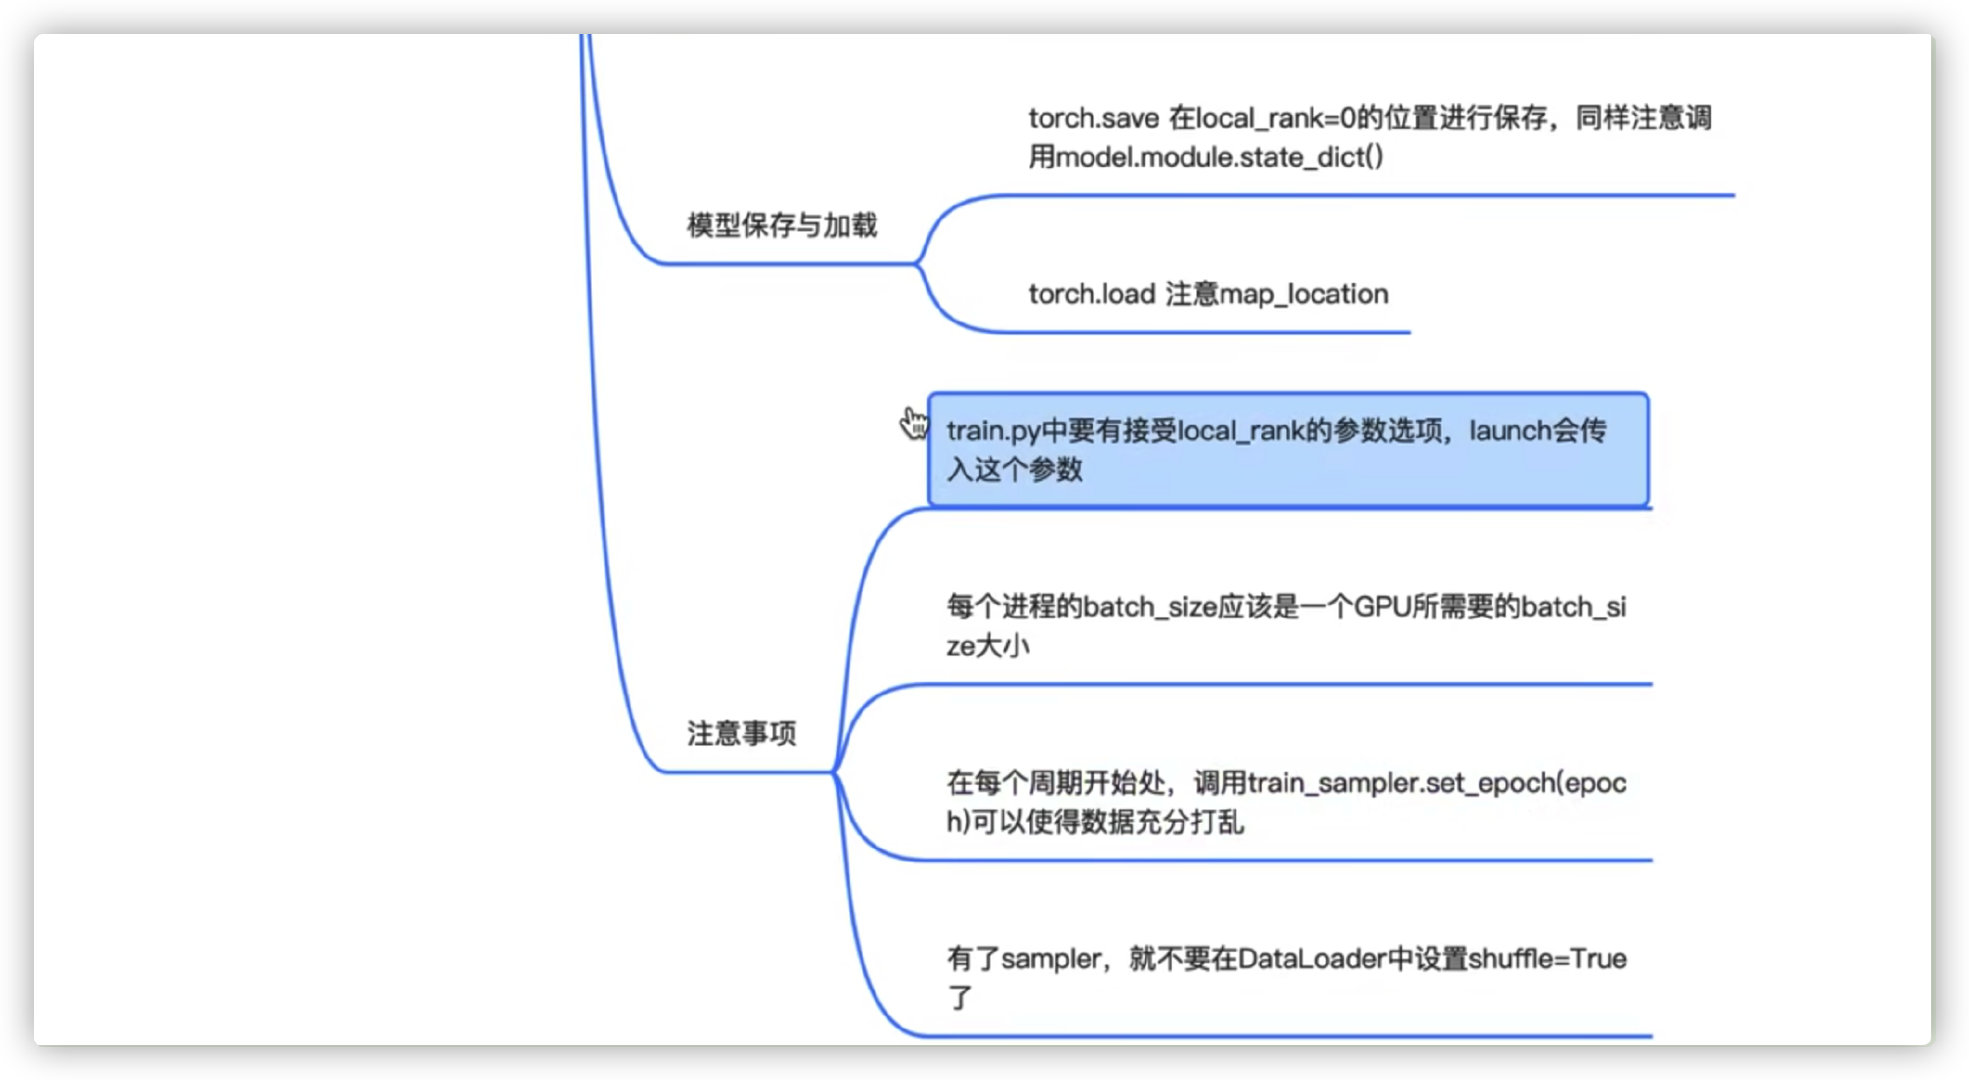 torch.save 在local_rank=0的位置进行保存，同样注意调
用model.module.state_dict()
模型保存与加载
torch.load 注意map_location
train.py中要有接受local_rank的参数选项，launch会传
入这个参数
每个进程的batch_size应该是一个GPU所需要的batch_si
ze大小
注意事项
在每个周期开始处，调用train_sampler.set_epoch(epoc
h)可以使得数据充分打乱
有了sampler，就不要在DataLoader中设置shuffle=True
了